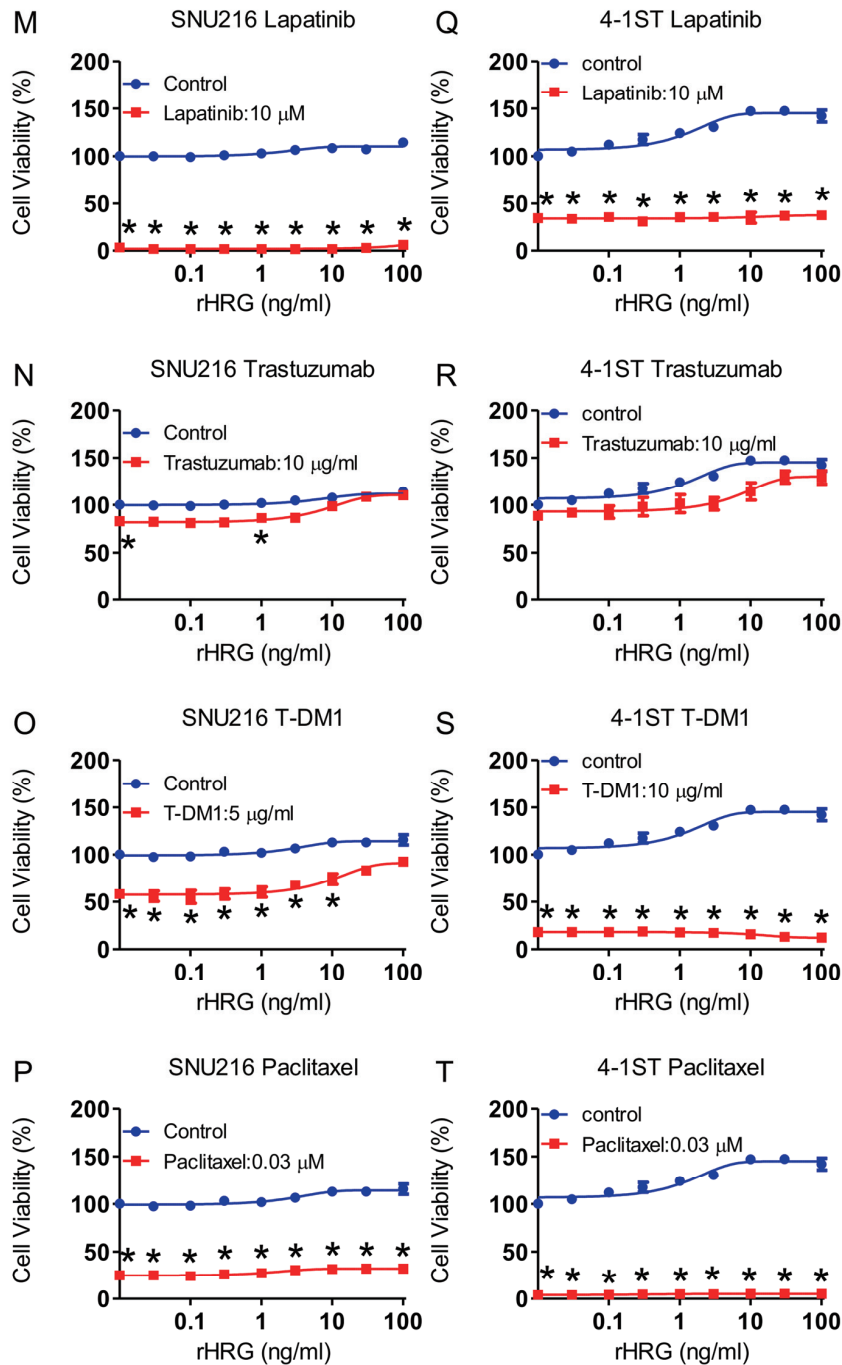 M
SNU216 Lapatinib
Cell Viability (%)
200
150
100
50
0
Control
Lapatinib:10 μM
* * * * * * * * *
0.1 1 10 100
rHRG (ng/ml)
Q
4-1ST Lapatinib
Cell Viability (%)
200
150
100
50
0
control
Lapatinib:10 μM
* * * * * * * * *
0.1 1 10 100
rHRG (ng/ml)
N
SNU216 Trastuzumab
Cell Viability (%)
200
150
100
50
0
Control
Trastuzumab:10 μg/ml
* *
0.1 1 10 100
rHRG (ng/ml)
R
4-1ST Trastuzumab
Cell Viability (%)
200
150
100
50
0
control
Trastuzumab:10 μg/ml
0.1 1 10 100
rHRG (ng/ml)
O
SNU216 T-DM1
Cell Viability (%)
200
150
100
50
0
Control
T-DM1:5 μg/ml
* * * * * * *
0.1 1 10 100
rHRG (ng/ml)
S
4-1ST T-DM1
Cell Viability (%)
200
150
100
50
0
control
T-DM1:10 μg/ml
* * * * * * * * *
0.1 1 10 100
rHRG (ng/ml)
P
SNU216 Paclitaxel
Cell Viability (%)
200
150
100
50
0
Control
Paclitaxel:0.03 μM
* * * * * * * * *
0.1 1 10 100
rHRG (ng/ml)
T
4-1ST Paclitaxel
Cell Viability (%)
200
150
100
50
0
control
Paclitaxel:0.03 μM
* * * * * * * * *
0.1 1 10 100
rHRG (ng/ml)